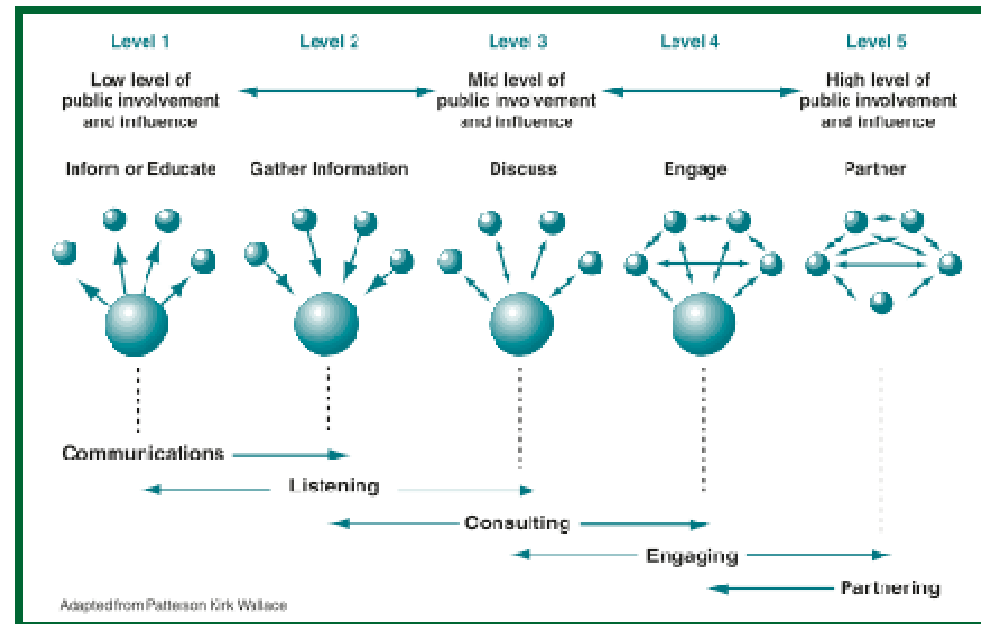 Level 1 Level 2 Level 3 Level 4 Level 5
Low level of
public involvement
and influence
Mid level of
public involvement
and influence
High level of
public involvement
and influence
Inform or Educate Gather Information Discuss Engage Partner
Communications
Listening
Consulting
Engaging
Partnering
Adapted from Patterson Kirk Wallace